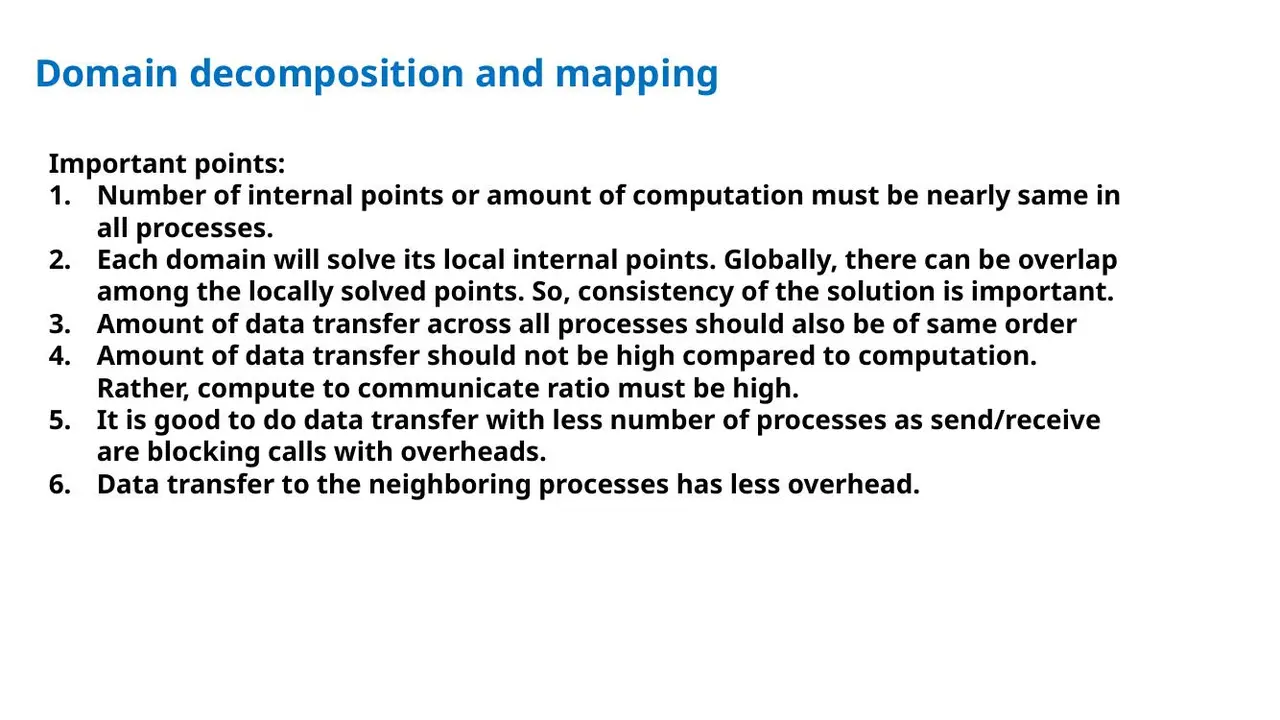 Domain decomposition and mapping
Important points:
1. Number of internal points or amount of computation must be nearly same in
all processes.
2. Each domain will solve its local internal points. Globally, there can be overlap
among the locally solved points. So, consistency of the solution is important.
3. Amount of data transfer across all processes should also be of same order
4. Amount of data transfer should not be high compared to computation.
Rather, compute to communicate ratio must be high.
5. It is good to do data transfer with less number of processes as send/receive
are blocking calls with overheads.
6. Data transfer to the neighboring processes has less overhead.